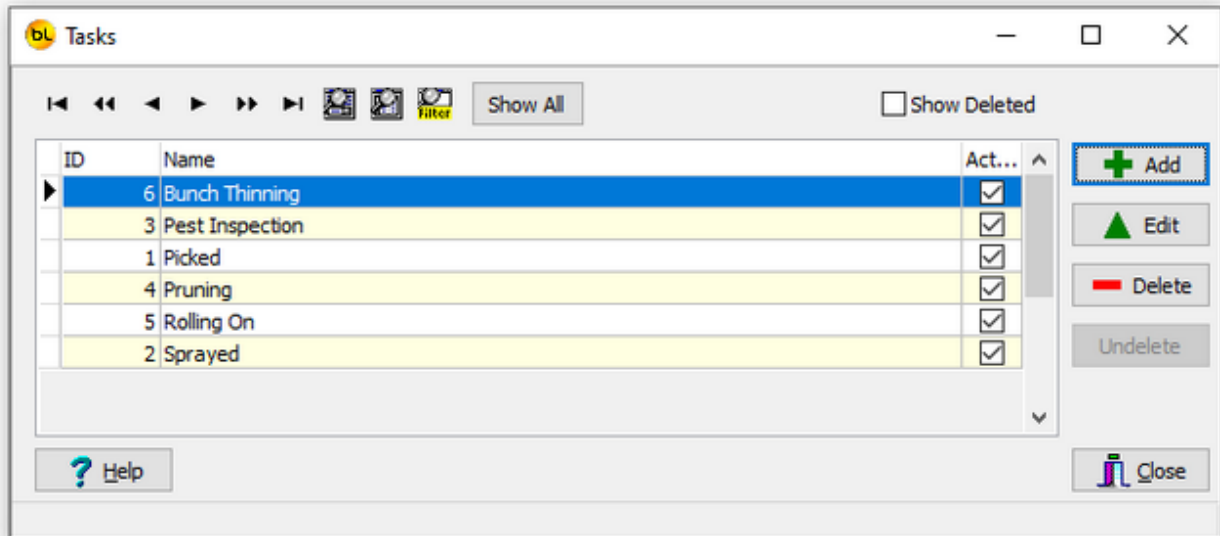 bL Tasks
Filter Show All Show Deleted
ID Name Act...
6 Bunch Thinning
3 Pest Inspection
1 Picked
4 Pruning
5 Rolling On
2 Sprayed
Add
Edit
Delete
Undelete
? Help
Close